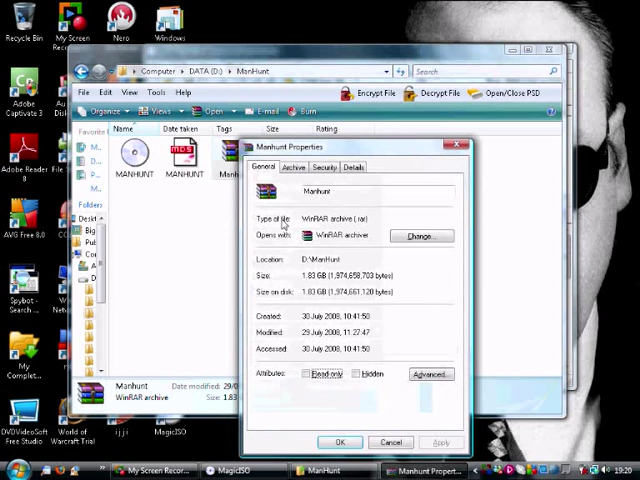 Recycle Bin
My Screen Recor...
Nero
Windows
Computer ▸ DATA (D:) ▸ ManHunt
Search
File Edit View Tools Help
Encrypt File Decrypt File Open/Close PSD
Organize Views Open E-mail Burn
Adobe Captivate 3
Favorite
Name Date taken Tags Size Rating
MANHUNT
MANHUNT
Folders
Adobe Reader 8
AVG Free 8.0
Spybot - Search
My Complet...
DVDVideoSoft Free Studio
World of Warcraft Trial
i j j i
MagicISO
Manhunt Date modified: 29/0
WinRAR archive Size: 1.83
Manhunt Properties
General Archive Security Details
Manhunt
Type of file: WinRAR archive (.rar)
Opens with: WinRAR archiver Change...
Location: D:\ManHunt
Size: 1.83 GB (1,974,658,703 bytes)
Size on disk: 1.83 GB (1,974,661,120 bytes)
Created: 30 July 2008, 10:41:50
Modified: 29 July 2008, 11:27:47
Accessed: 30 July 2008, 10:41:50
Attributes: Read-only Hidden Advanced...
OK Cancel Apply
My Screen Recor... MagicISO ManHunt Manhunt Propert... 19:20